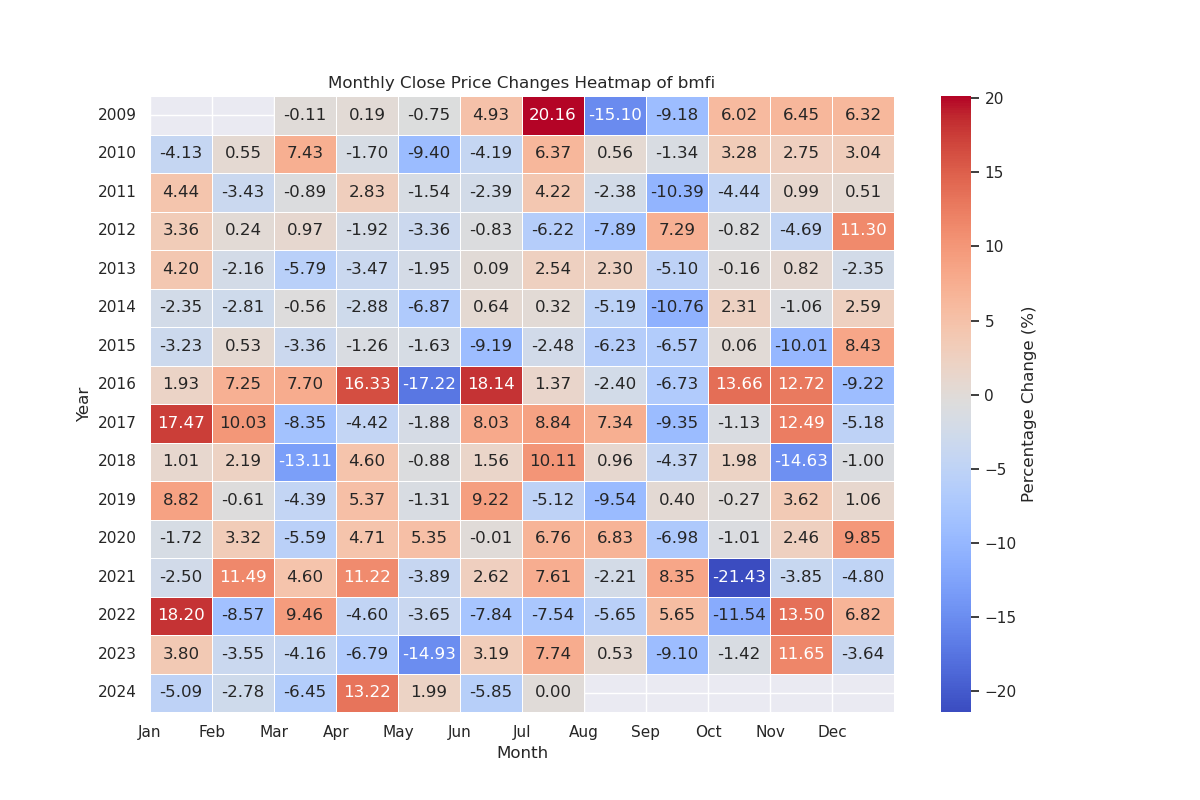 Monthly Close Price Changes Heatmap of bmfi
2009 -0.11 0.19 -0.75 4.93 20.16 -15.10 -9.18 6.02 6.45 6.32
2010 -4.13 0.55 7.43 -1.70 -9.40 -4.19 6.37 0.56 -1.34 3.28 2.75 3.04
2011 4.44 -3.43 -0.89 2.83 -1.54 -2.39 4.22 -2.38 -10.39 -4.44 0.99 0.51
2012 3.36 0.24 0.97 -1.92 -3.36 -0.83 -6.22 -7.89 7.29 -0.82 -4.69 11.30
2013 4.20 -2.16 -5.79 -3.47 -1.95 0.09 2.54 2.30 -5.10 -0.16 0.82 -2.35
2014 -2.35 -2.81 -0.56 -2.88 -6.87 0.64 0.32 -5.19 -10.76 2.31 -1.06 2.59
2015 -3.23 0.53 -3.36 -1.26 -1.63 -9.19 -2.48 -6.23 -6.57 0.06 -10.01 8.43
2016 1.93 7.25 7.70 16.33 -17.22 18.14 1.37 -2.40 -6.73 13.66 12.72 -9.22
2017 17.47 10.03 -8.35 -4.42 -1.88 8.03 8.84 7.34 -9.35 -1.13 12.49 -5.18
2018 1.01 2.19 -13.11 4.60 -0.88 1.56 10.11 0.96 -4.37 1.98 -14.63 -1.00
2019 8.82 -0.61 -4.39 5.37 -1.31 9.22 -5.12 -9.54 0.40 -0.27 3.62 1.06
2020 -1.72 3.32 -5.59 4.71 5.35 -0.01 6.76 6.83 -6.98 -1.01 2.46 9.85
2021 -2.50 11.49 4.60 11.22 -3.89 2.62 7.61 -2.21 8.35 -21.43 -3.85 -4.80
2022 18.20 -8.57 9.46 -4.60 -3.65 -7.84 -7.54 -5.65 5.65 -11.54 13.50 6.82
2023 3.80 -3.55 -4.16 -6.79 -14.93 3.19 7.74 0.53 -9.10 -1.42 11.65 -3.64
2024 -5.09 -2.78 -6.45 13.22 1.99 -5.85 0.00
Jan Feb Mar Apr May Jun Jul Aug Sep Oct Nov Dec
Month
Year
20
15
10
5
0
−5
−10
−15
−20
Percentage Change (%)